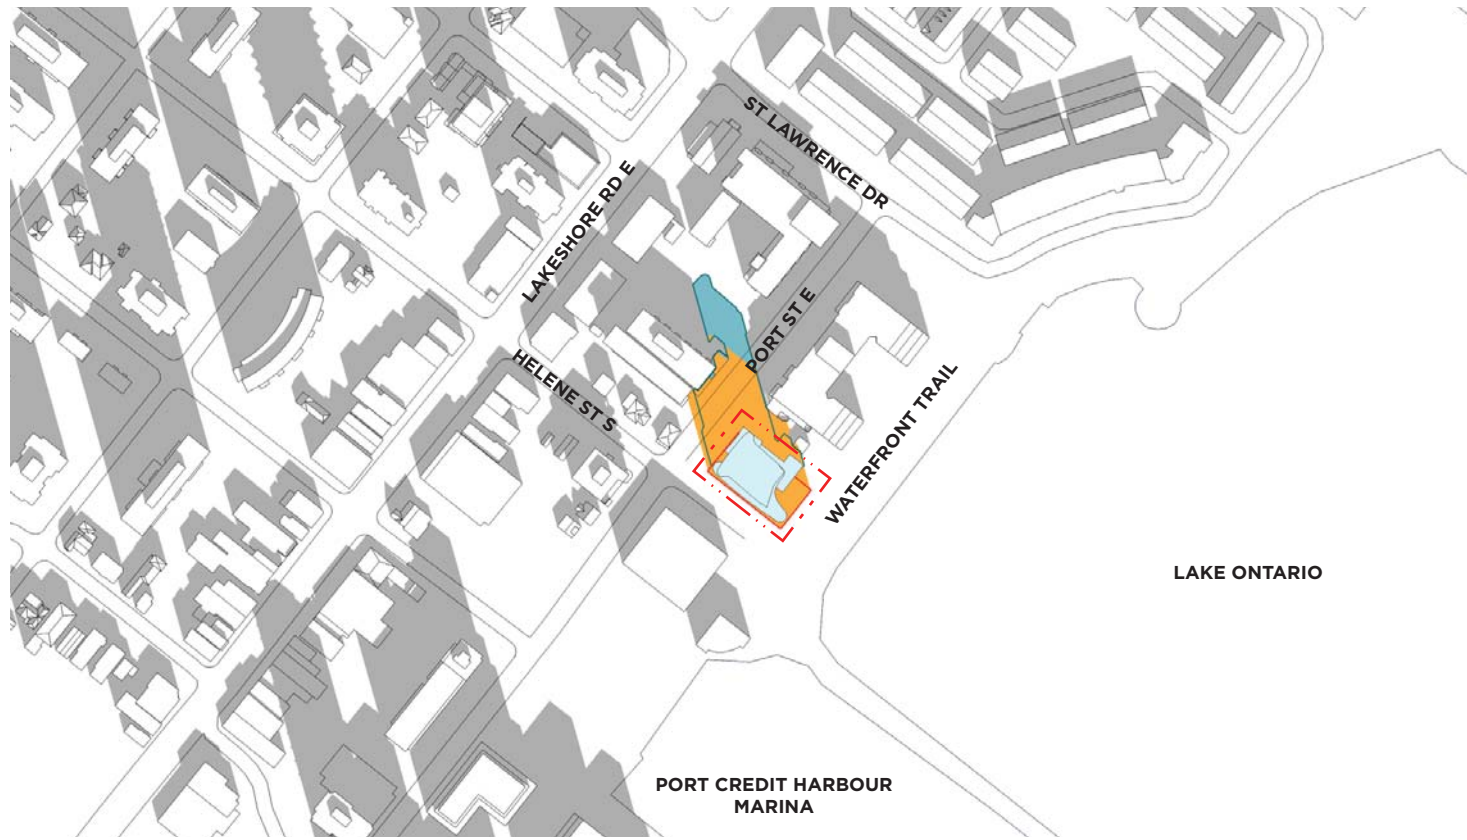 ST LAWRENCE DR
LAKESHORE RD E
PORT ST E
HELENE ST S
WATERFRONT TRAIL
LAKE ONTARIO
PORT CREDIT HARBOUR
MARINA